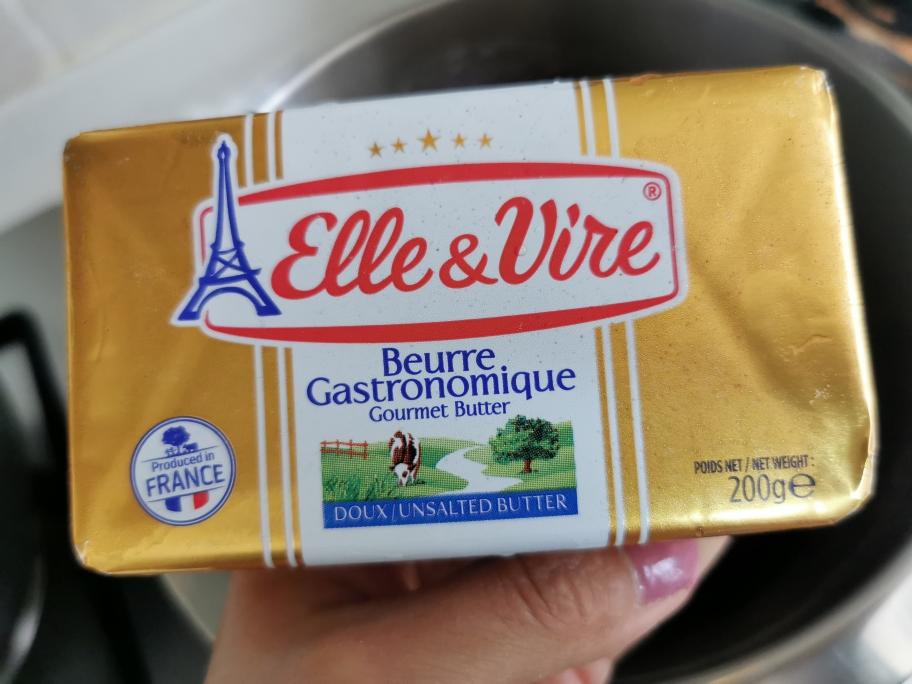 Elle & Vire®
Beurre
Gastronomique
Gourmet Butter
DOUX / UNSALTED BUTTER
Produced in
FRANCE
POIDS NET / NET WEIGHT :
200g℮